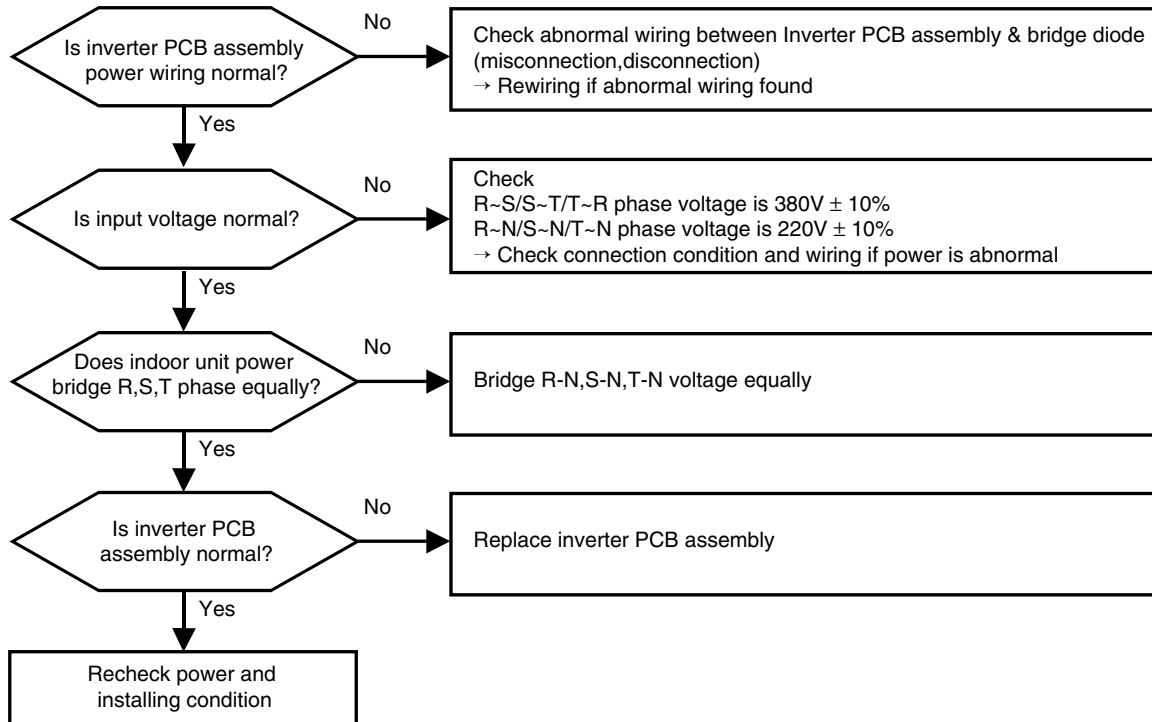 Is inverter PCB assembly
power wiring normal?
No
Check abnormal wiring between Inverter PCB assembly & bridge diode
(misconnection,disconnection)
→ Rewiring if abnormal wiring found
Yes
Is input voltage normal?
No
Check
R~S/S~T/T~R phase voltage is 380V ± 10%
R~N/S~N/T~N phase voltage is 220V ± 10%
→ Check connection condition and wiring if power is abnormal
Yes
Does indoor unit power
bridge R,S,T phase equally?
No
Bridge R-N,S-N,T-N voltage equally
Yes
Is inverter PCB
assembly normal?
No
Replace inverter PCB assembly
Yes
Recheck power and
installing condition